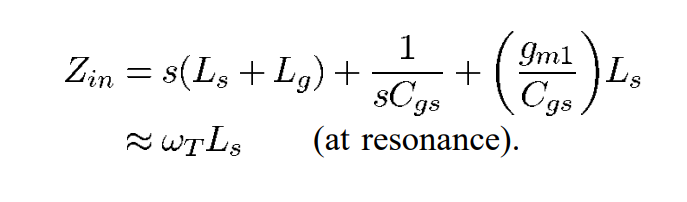 Z_{in} = s(L_s + L_g) + \frac{1}{sC_{gs}} + \left( \frac{g_{m1}}{C_{gs}} \right) L_s
\approx \omega_T L_s (at resonance).